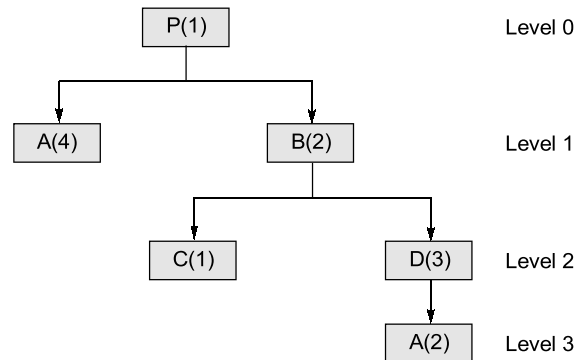 P(1) Level 0
A(4) B(2) Level 1
C(1) D(3) Level 2
A(2) Level 3